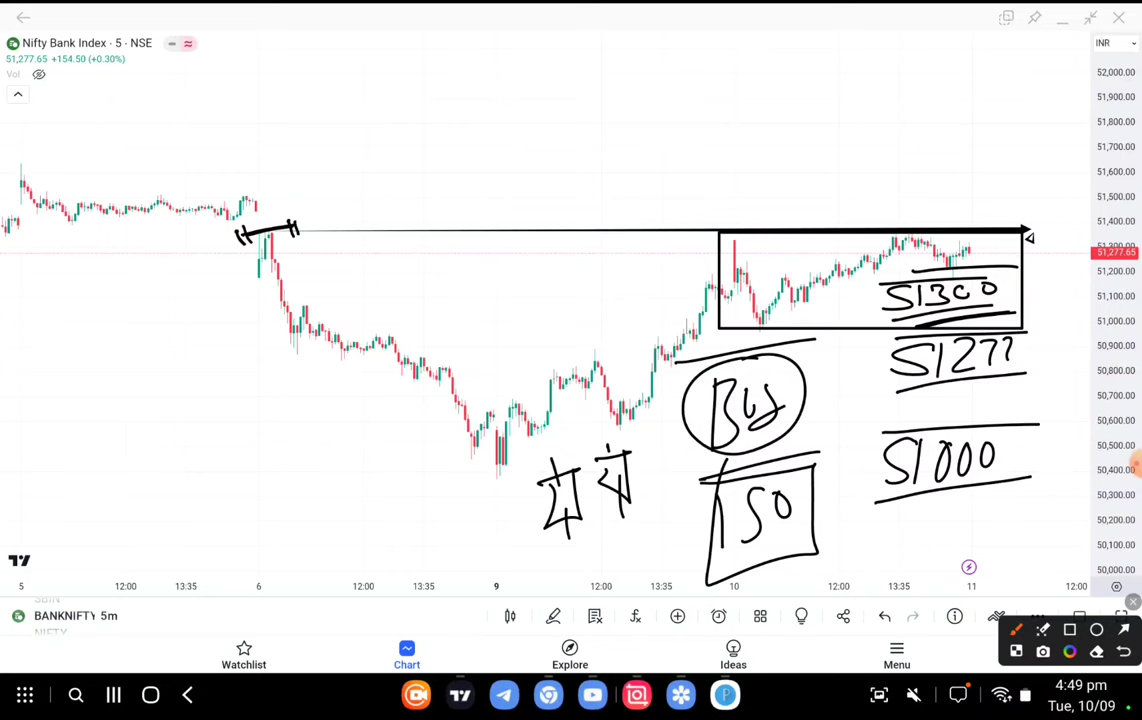 Nifty Bank Index · 5 · NSE
INR
51,277.65 +154.50 (+0.30%)
Vol
52,000.00
51,900.00
51,800.00
51,700.00
51,600.00
51,500.00
51,400.00
51,300.00
51,277.65
51,200.00
51,100.00
51,000.00
50,900.00
50,800.00
50,700.00
50,600.00
50,500.00
50,400.00
50,300.00
50,200.00
50,100.00
50,000.00
51300
51277
Buy
51000
150
5 12:00 13:35 6 12:00 13:35 9 12:00 13:35 10 12:00 13:35 11 12:00
SBIN
BANKNIFTY 5m
NIFTY
Watchlist Chart Explore Ideas Menu
4:49 pm
Tue, 10/09